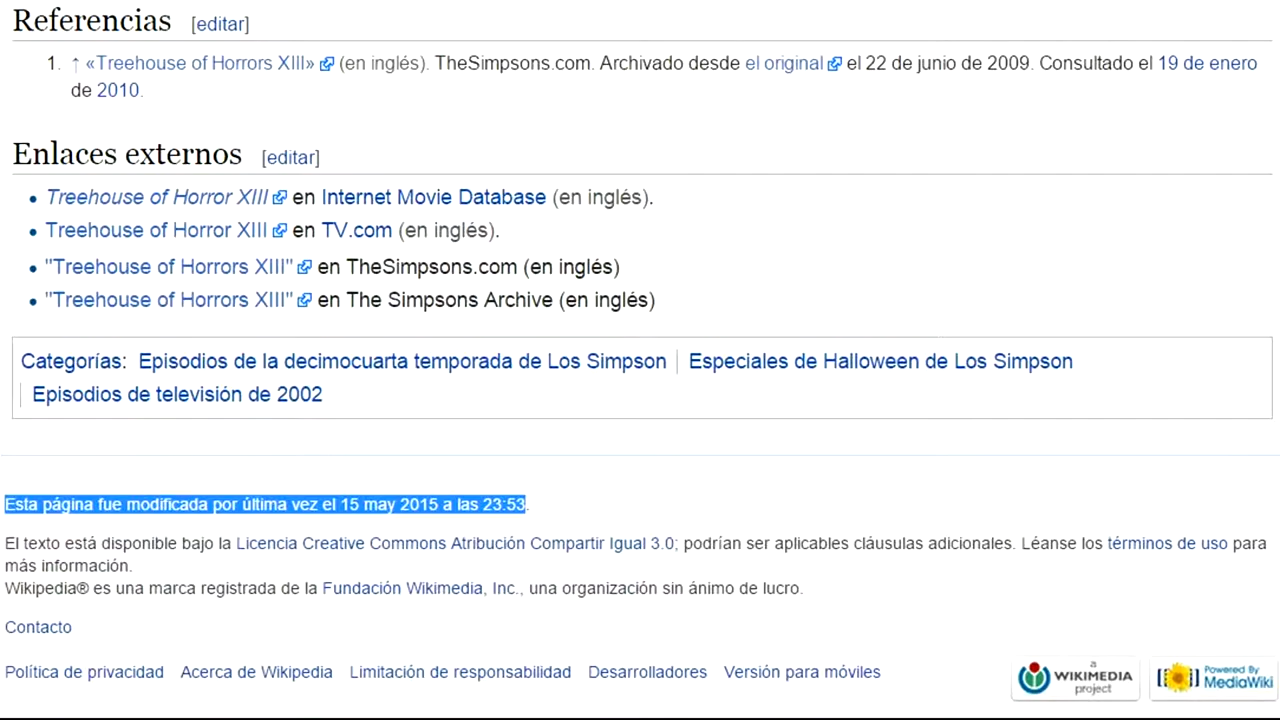 Referencias [editar]
1. ↑ «Treehouse of Horrors XIII» (en inglés). TheSimpsons.com. Archivado desde el original el 22 de junio de 2009. Consultado el 19 de enero
de 2010.
Enlaces externos [editar]
• Treehouse of Horror XIII en Internet Movie Database (en inglés).
• Treehouse of Horror XIII en TV.com (en inglés).
• "Treehouse of Horrors XIII" en TheSimpsons.com (en inglés)
• "Treehouse of Horrors XIII" en The Simpsons Archive (en inglés)
Categorías: Episodios de la decimocuarta temporada de Los Simpson | Especiales de Halloween de Los Simpson
| Episodios de televisión de 2002
Esta página fue modificada por última vez el 15 may 2015 a las 23:53.
El texto está disponible bajo la Licencia Creative Commons Atribución Compartir Igual 3.0; podrían ser aplicables cláusulas adicionales. Léanse los términos de uso para
más información.
Wikipedia® es una marca registrada de la Fundación Wikimedia, Inc., una organización sin ánimo de lucro.
Contacto
Política de privacidad Acerca de Wikipedia Limitación de responsabilidad Desarrolladores Versión para móviles
a
WIKIMEDIA
project
Powered By
MediaWiki